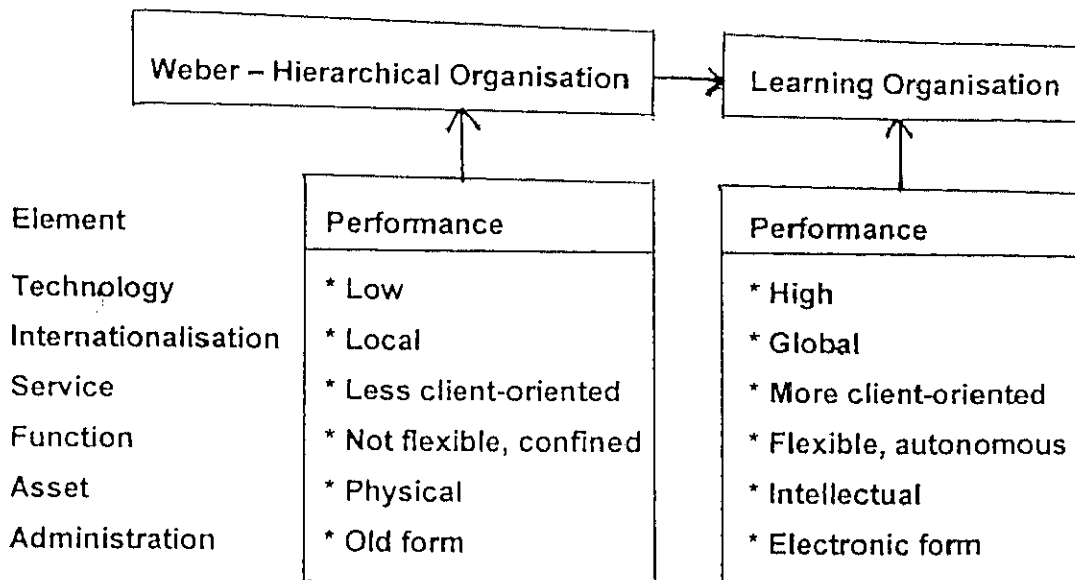 Weber – Hierarchical Organisation
Learning Organisation
Element
Performance
Performance
Technology
* Low
* High
Internationalisation
* Local
* Global
Service
* Less client-oriented
* More client-oriented
Function
* Not flexible, confined
* Flexible, autonomous
Asset
* Physical
* Intellectual
Administration
* Old form
* Electronic form